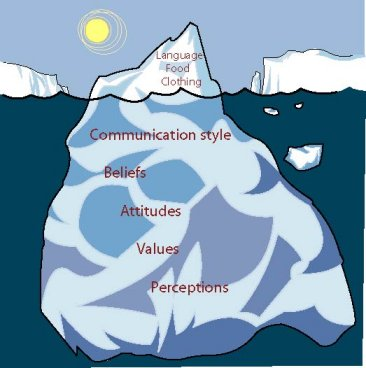 Language
Food
Clothing
Communication style
Beliefs
Attitudes
Values
Perceptions